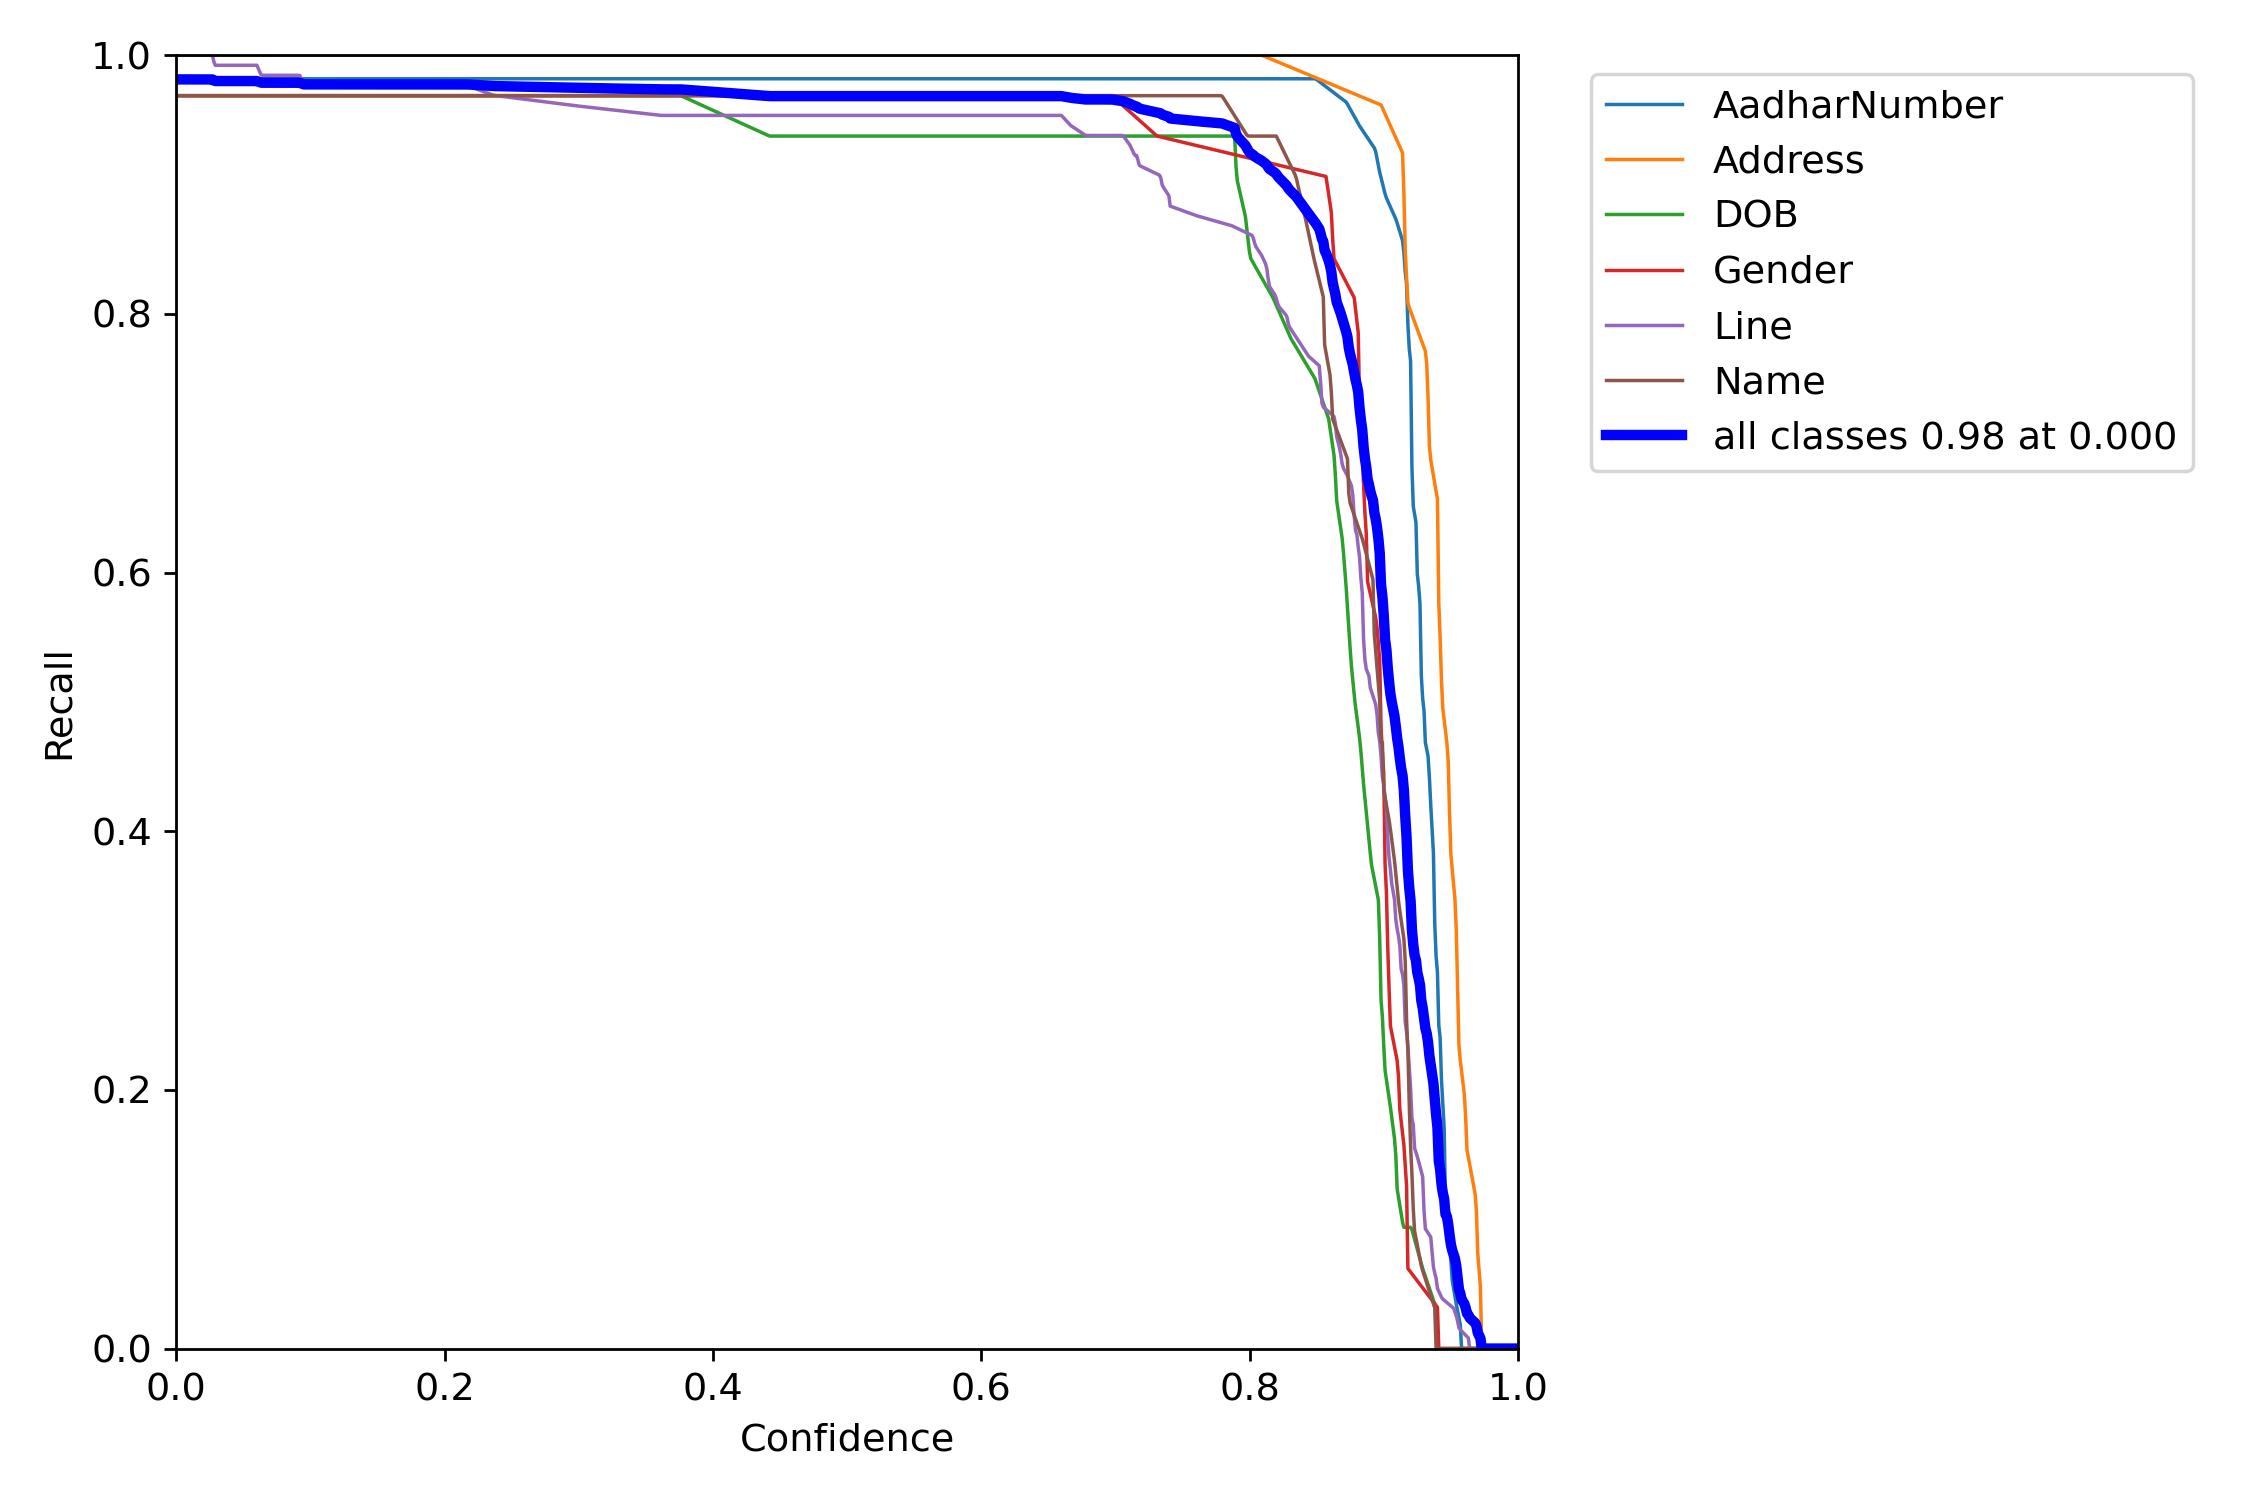 1.0
0.8
0.6
0.4
0.2
0.0
Recall
0.0 0.2 0.4 0.6 0.8 1.0
Confidence
AadharNumber
Address
DOB
Gender
Line
Name
all classes 0.98 at 0.000